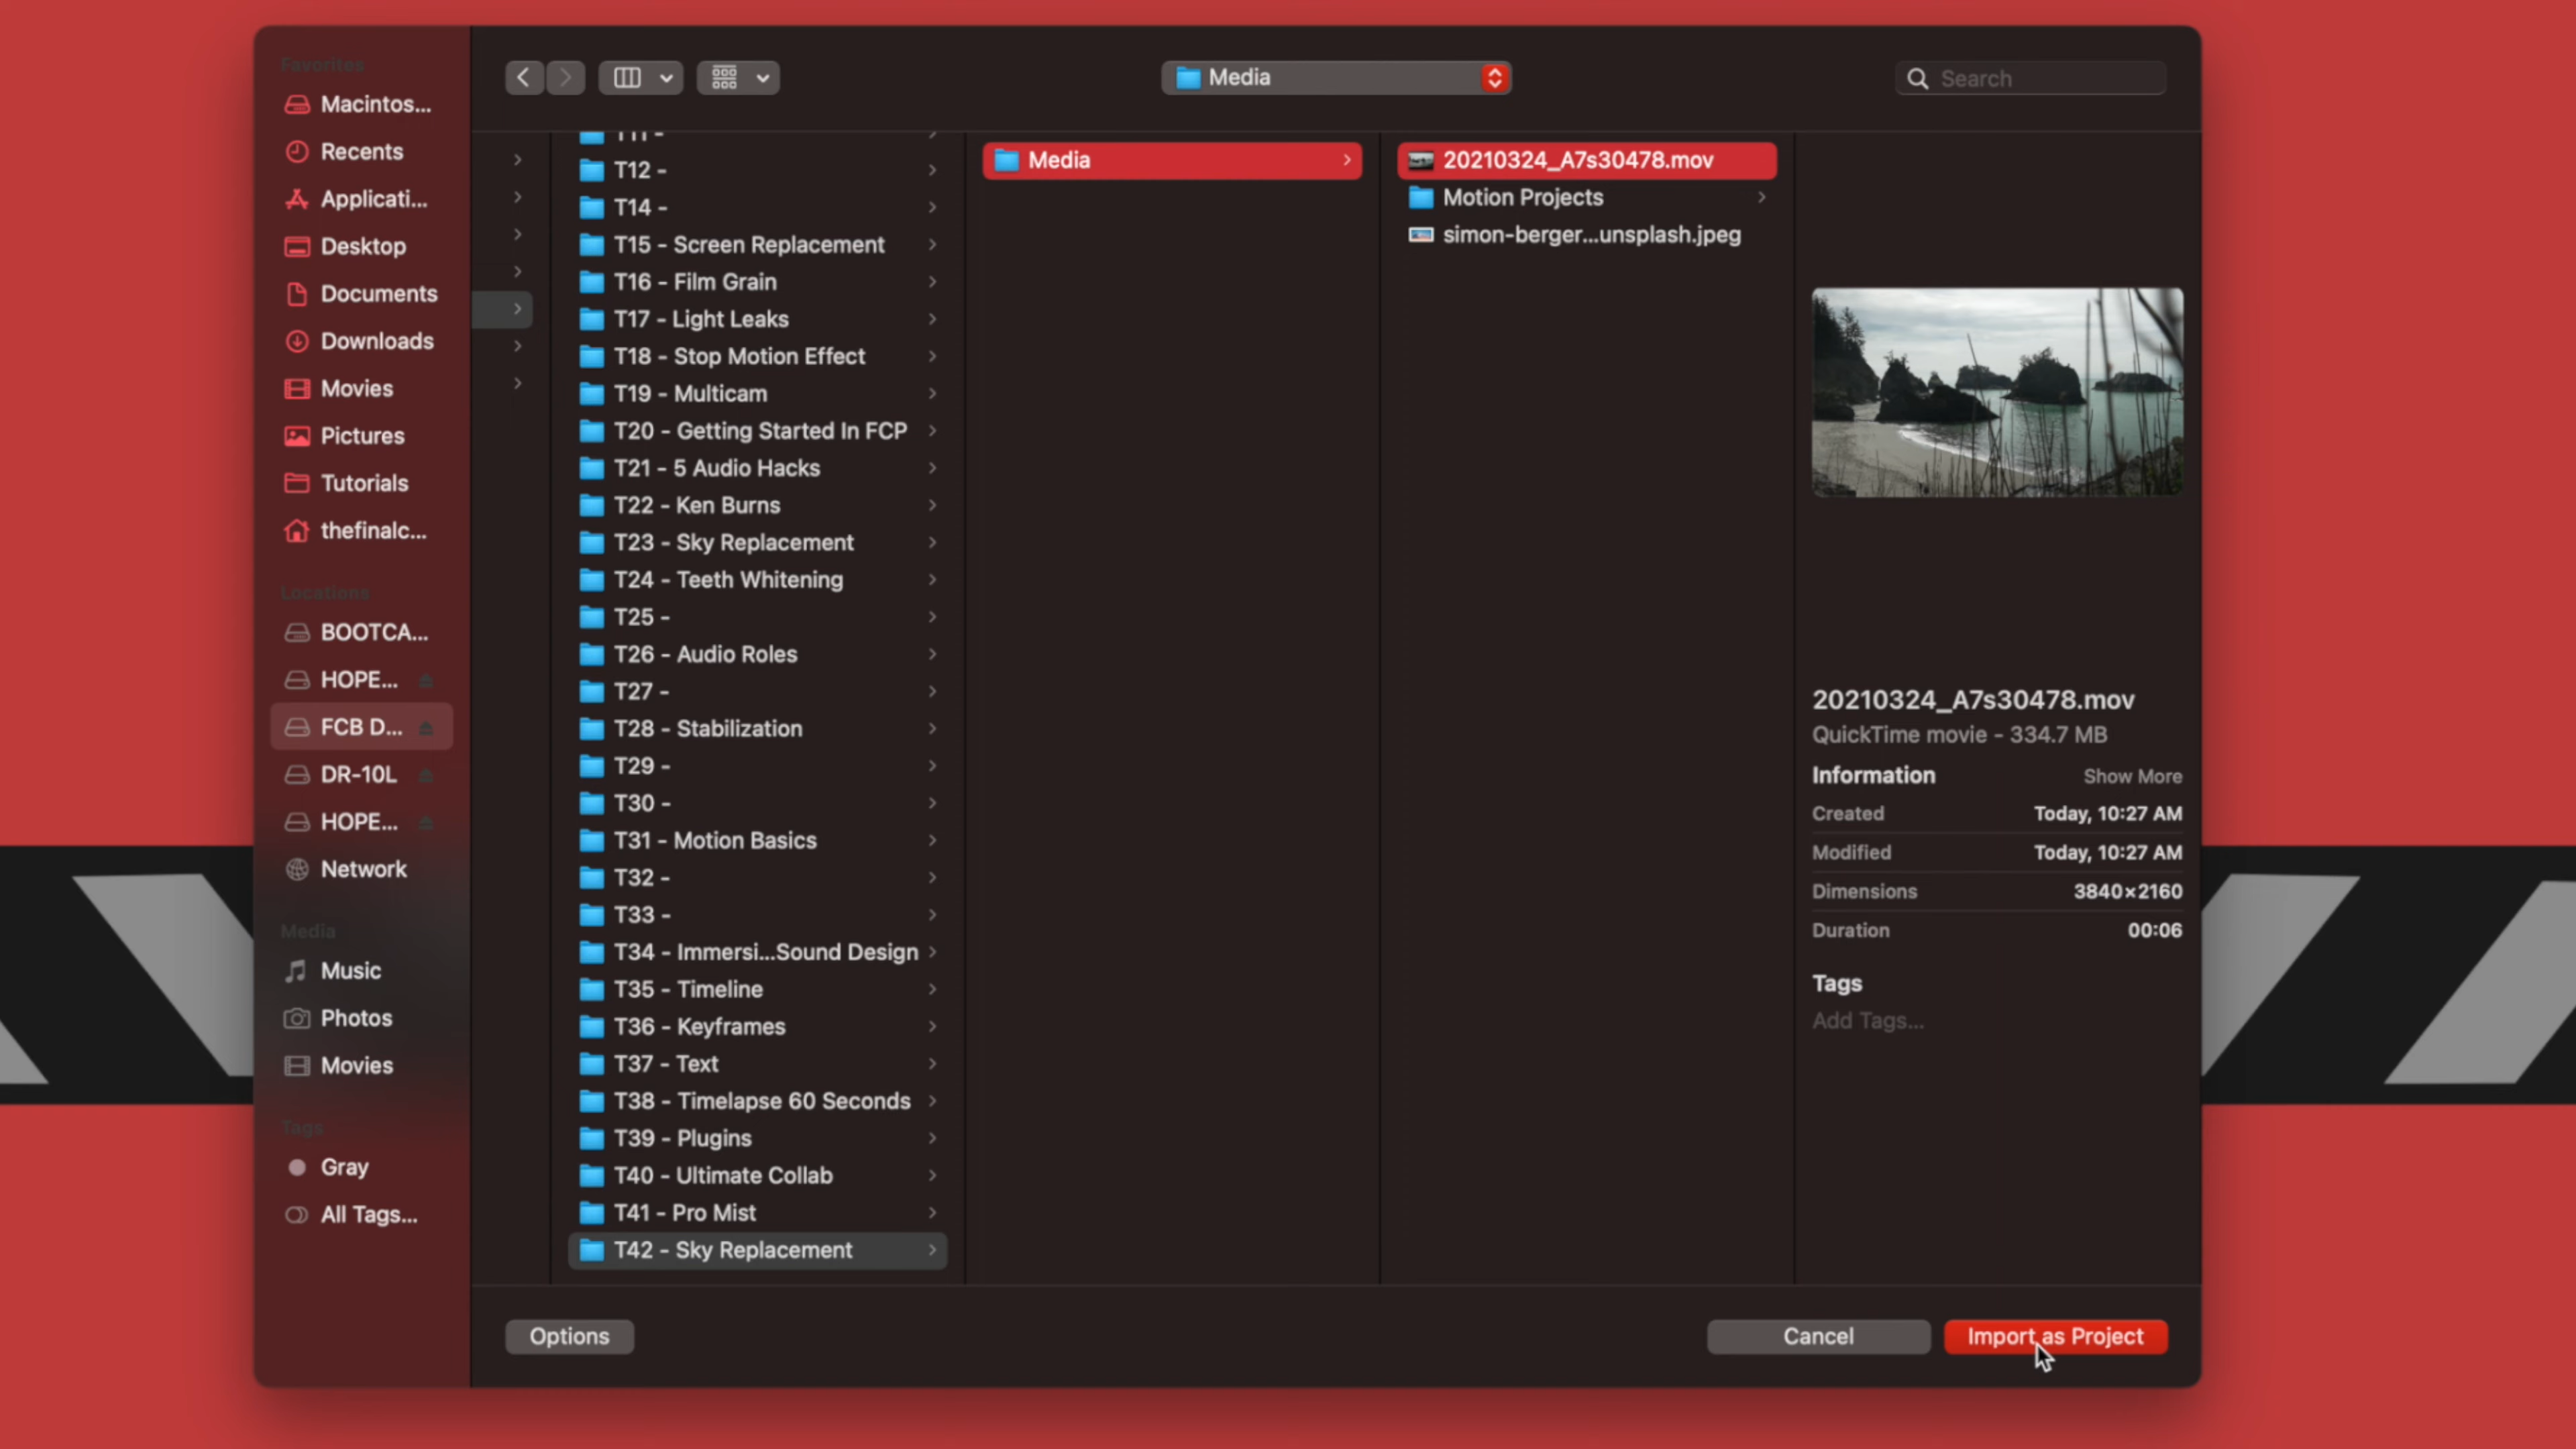 Favorites
Macintos...
Recents
Applicati...
Desktop
Documents
Downloads
Movies
Pictures
Tutorials
thefinalc...
Locations
BOOTCA...
HOPE...
FCB D...
DR-10L
HOPE...
Network
Media
Music
Photos
Movies
Tags
Gray
All Tags...
Media
Search
T11 -
T12 -
T14 -
T15 - Screen Replacement
T16 - Film Grain
T17 - Light Leaks
T18 - Stop Motion Effect
T19 - Multicam
T20 - Getting Started In FCP
T21 - 5 Audio Hacks
T22 - Ken Burns
T23 - Sky Replacement
T24 - Teeth Whitening
T25 -
T26 - Audio Roles
T27 -
T28 - Stabilization
T29 -
T30 -
T31 - Motion Basics
T32 -
T33 -
T34 - Immersi...Sound Design
T35 - Timeline
T36 - Keyframes
T37 - Text
T38 - Timelapse 60 Seconds
T39 - Plugins
T40 - Ultimate Collab
T41 - Pro Mist
T42 - Sky Replacement
Media
20210324_A7s30478.mov
Motion Projects
simon-berger...unsplash.jpeg
20210324_A7s30478.mov
QuickTime movie - 334.7 MB
Information Show More
Created Today, 10:27 AM
Modified Today, 10:27 AM
Dimensions 3840×2160
Duration 00:06
Tags
Add Tags...
Options
Cancel
Import as Project